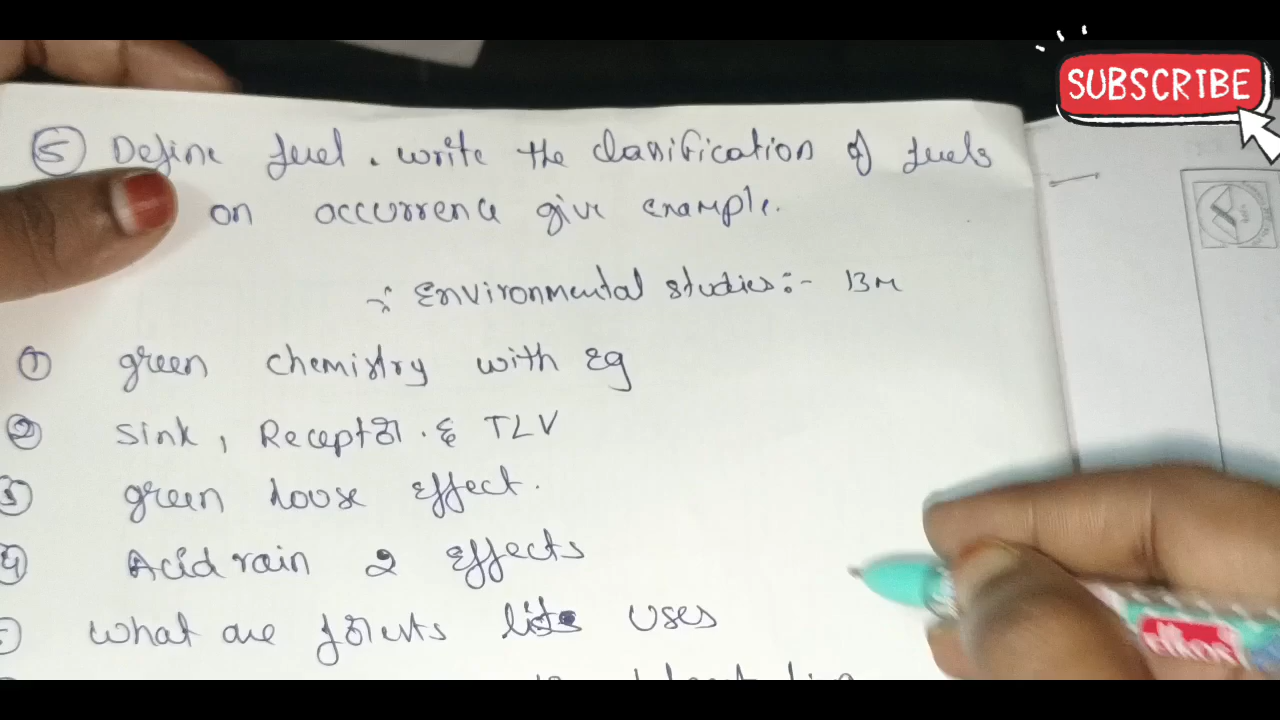 SUBSCRIBE
⑤ Define fuel. write the classification of fuels
on occurrence give example.
Environmental studies:- 13M
① green chemistry with Eg
② Sink, Receptor. & TLV
③ green house effect.
④ Acid rain 2 effects
What are forests list uses